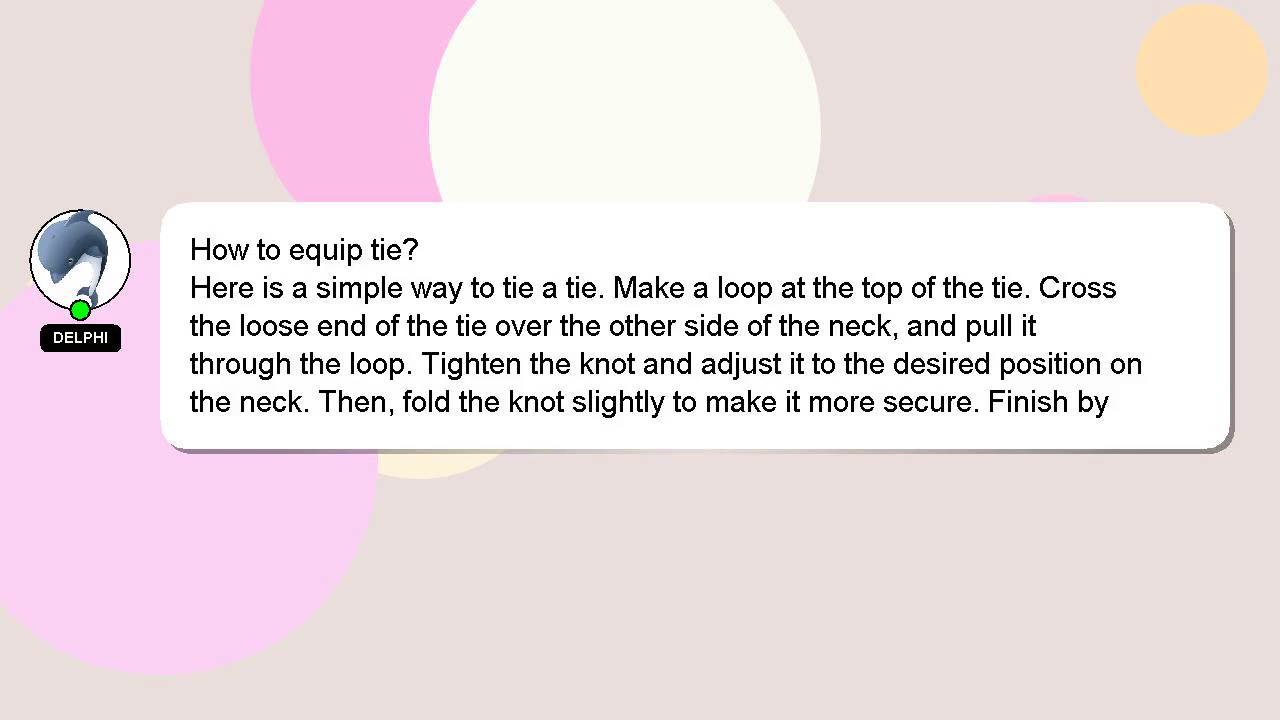 How to equip tie?
Here is a simple way to tie a tie. Make a loop at the top of the tie. Cross
the loose end of the tie over the other side of the neck, and pull it
through the loop. Tighten the knot and adjust it to the desired position on
the neck. Then, fold the knot slightly to make it more secure. Finish by
DELPHI